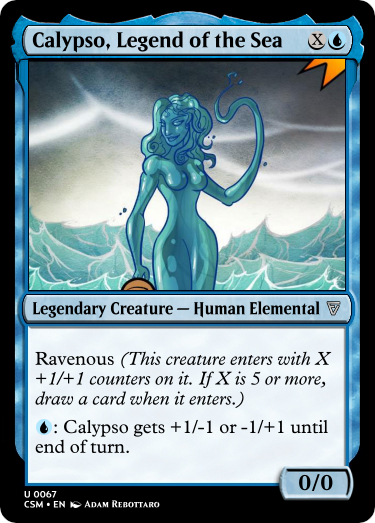 Calypso, Legend of the Sea X
Legendary Creature — Human Elemental
Ravenous (This creature enters with X
+1/+1 counters on it. If X is 5 or more,
draw a card when it enters.)
: Calypso gets +1/-1 or -1/+1 until
end of turn.
0/0
U 0067
CSM • EN Adam Rebottaro